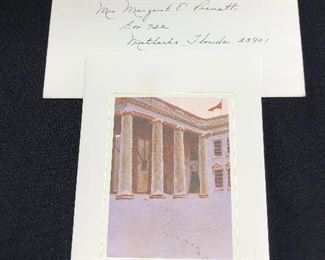 Mrs Margaret E
Box 722
Matlacha, Florida 33901